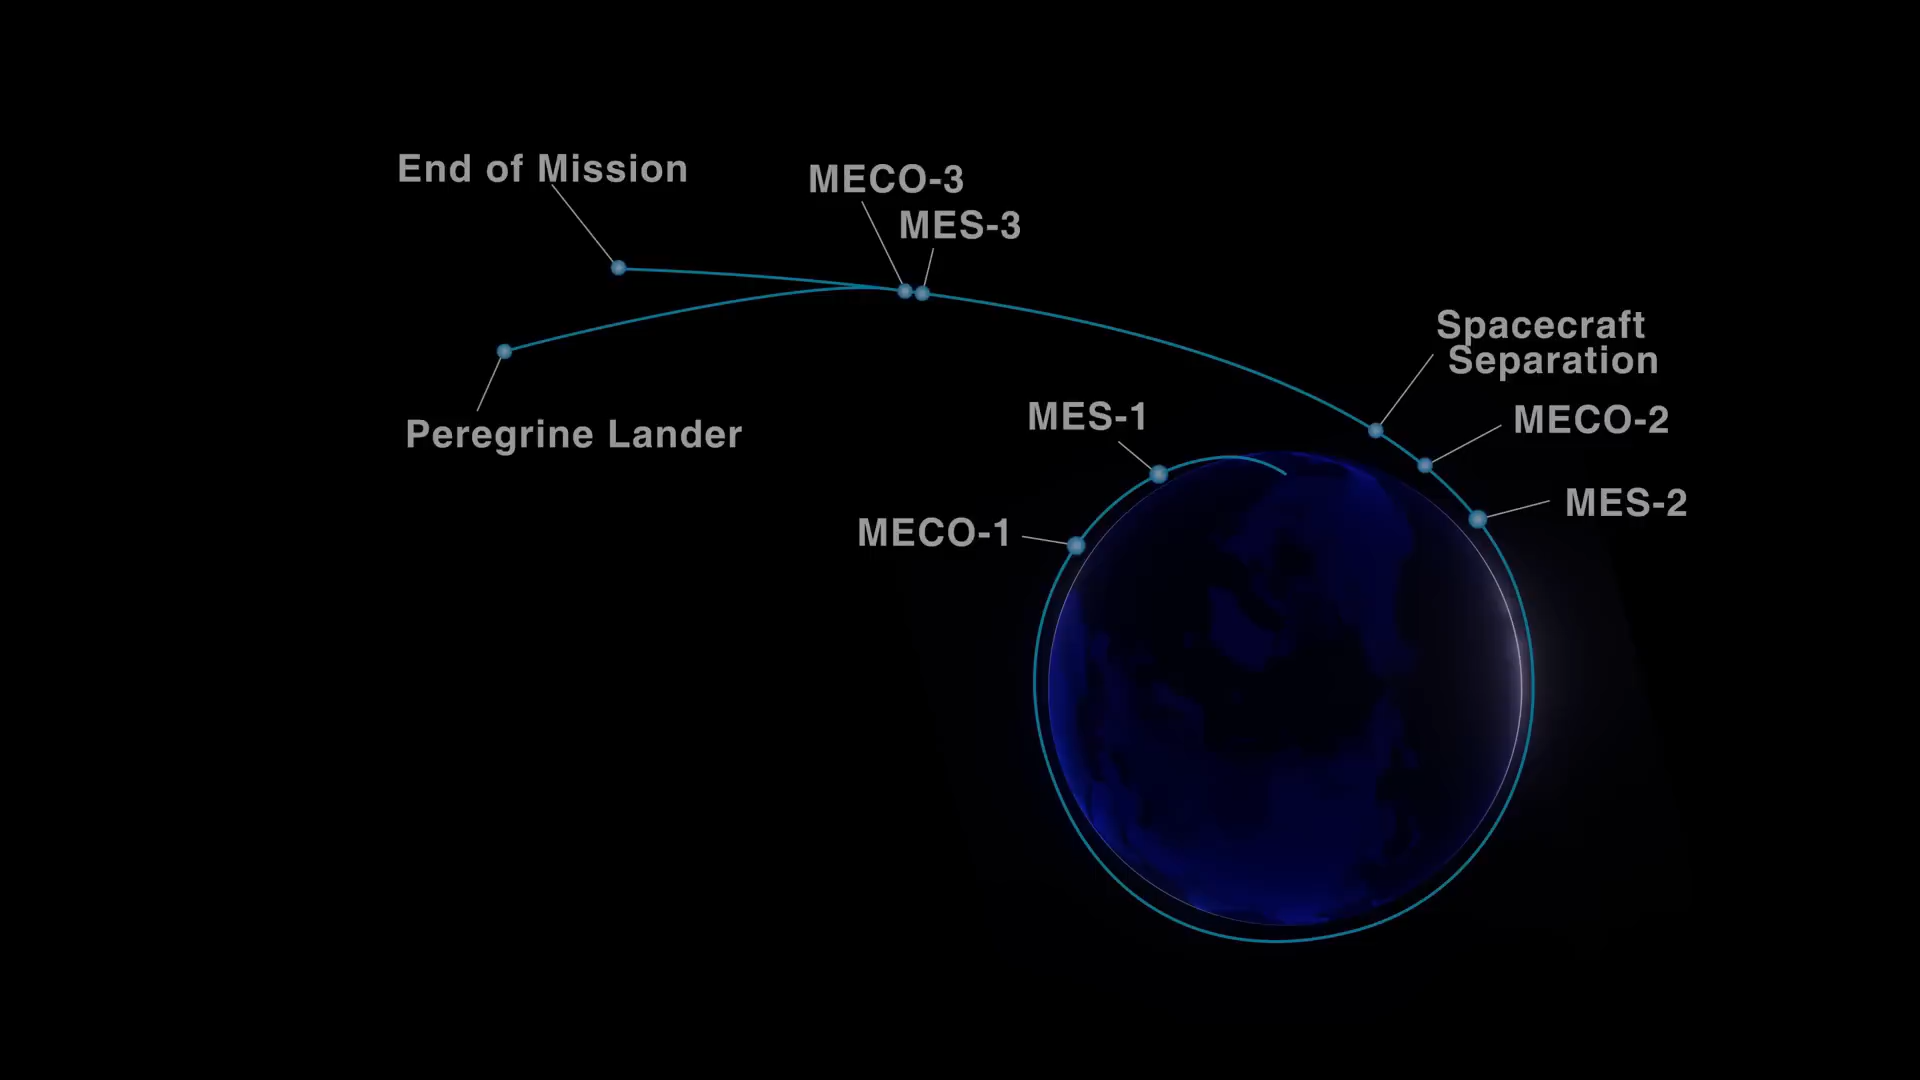 End of Mission
MECO-3
MES-3
Spacecraft
Separation
MES-1
MECO-2
Peregrine Lander
MES-2
MECO-1